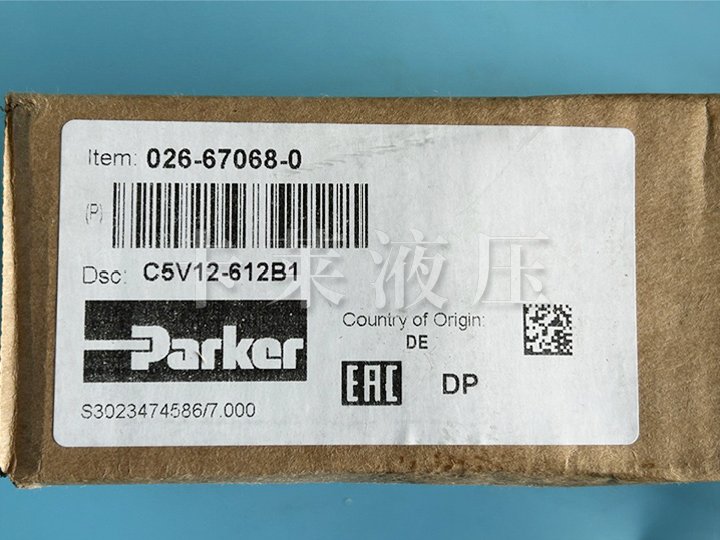 Item: 026-67068-0
(P)
Dsc: C5V12-612B1
卡来液压
Parker
Country of Origin:
DE
EAC
DP
S3023474586/7.000